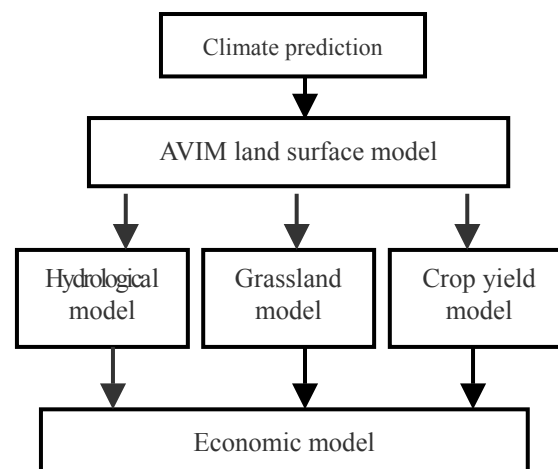 Climate prediction
AVIM land surface model
Hydrological
model
Grassland
model
Crop yield
model
Economic model